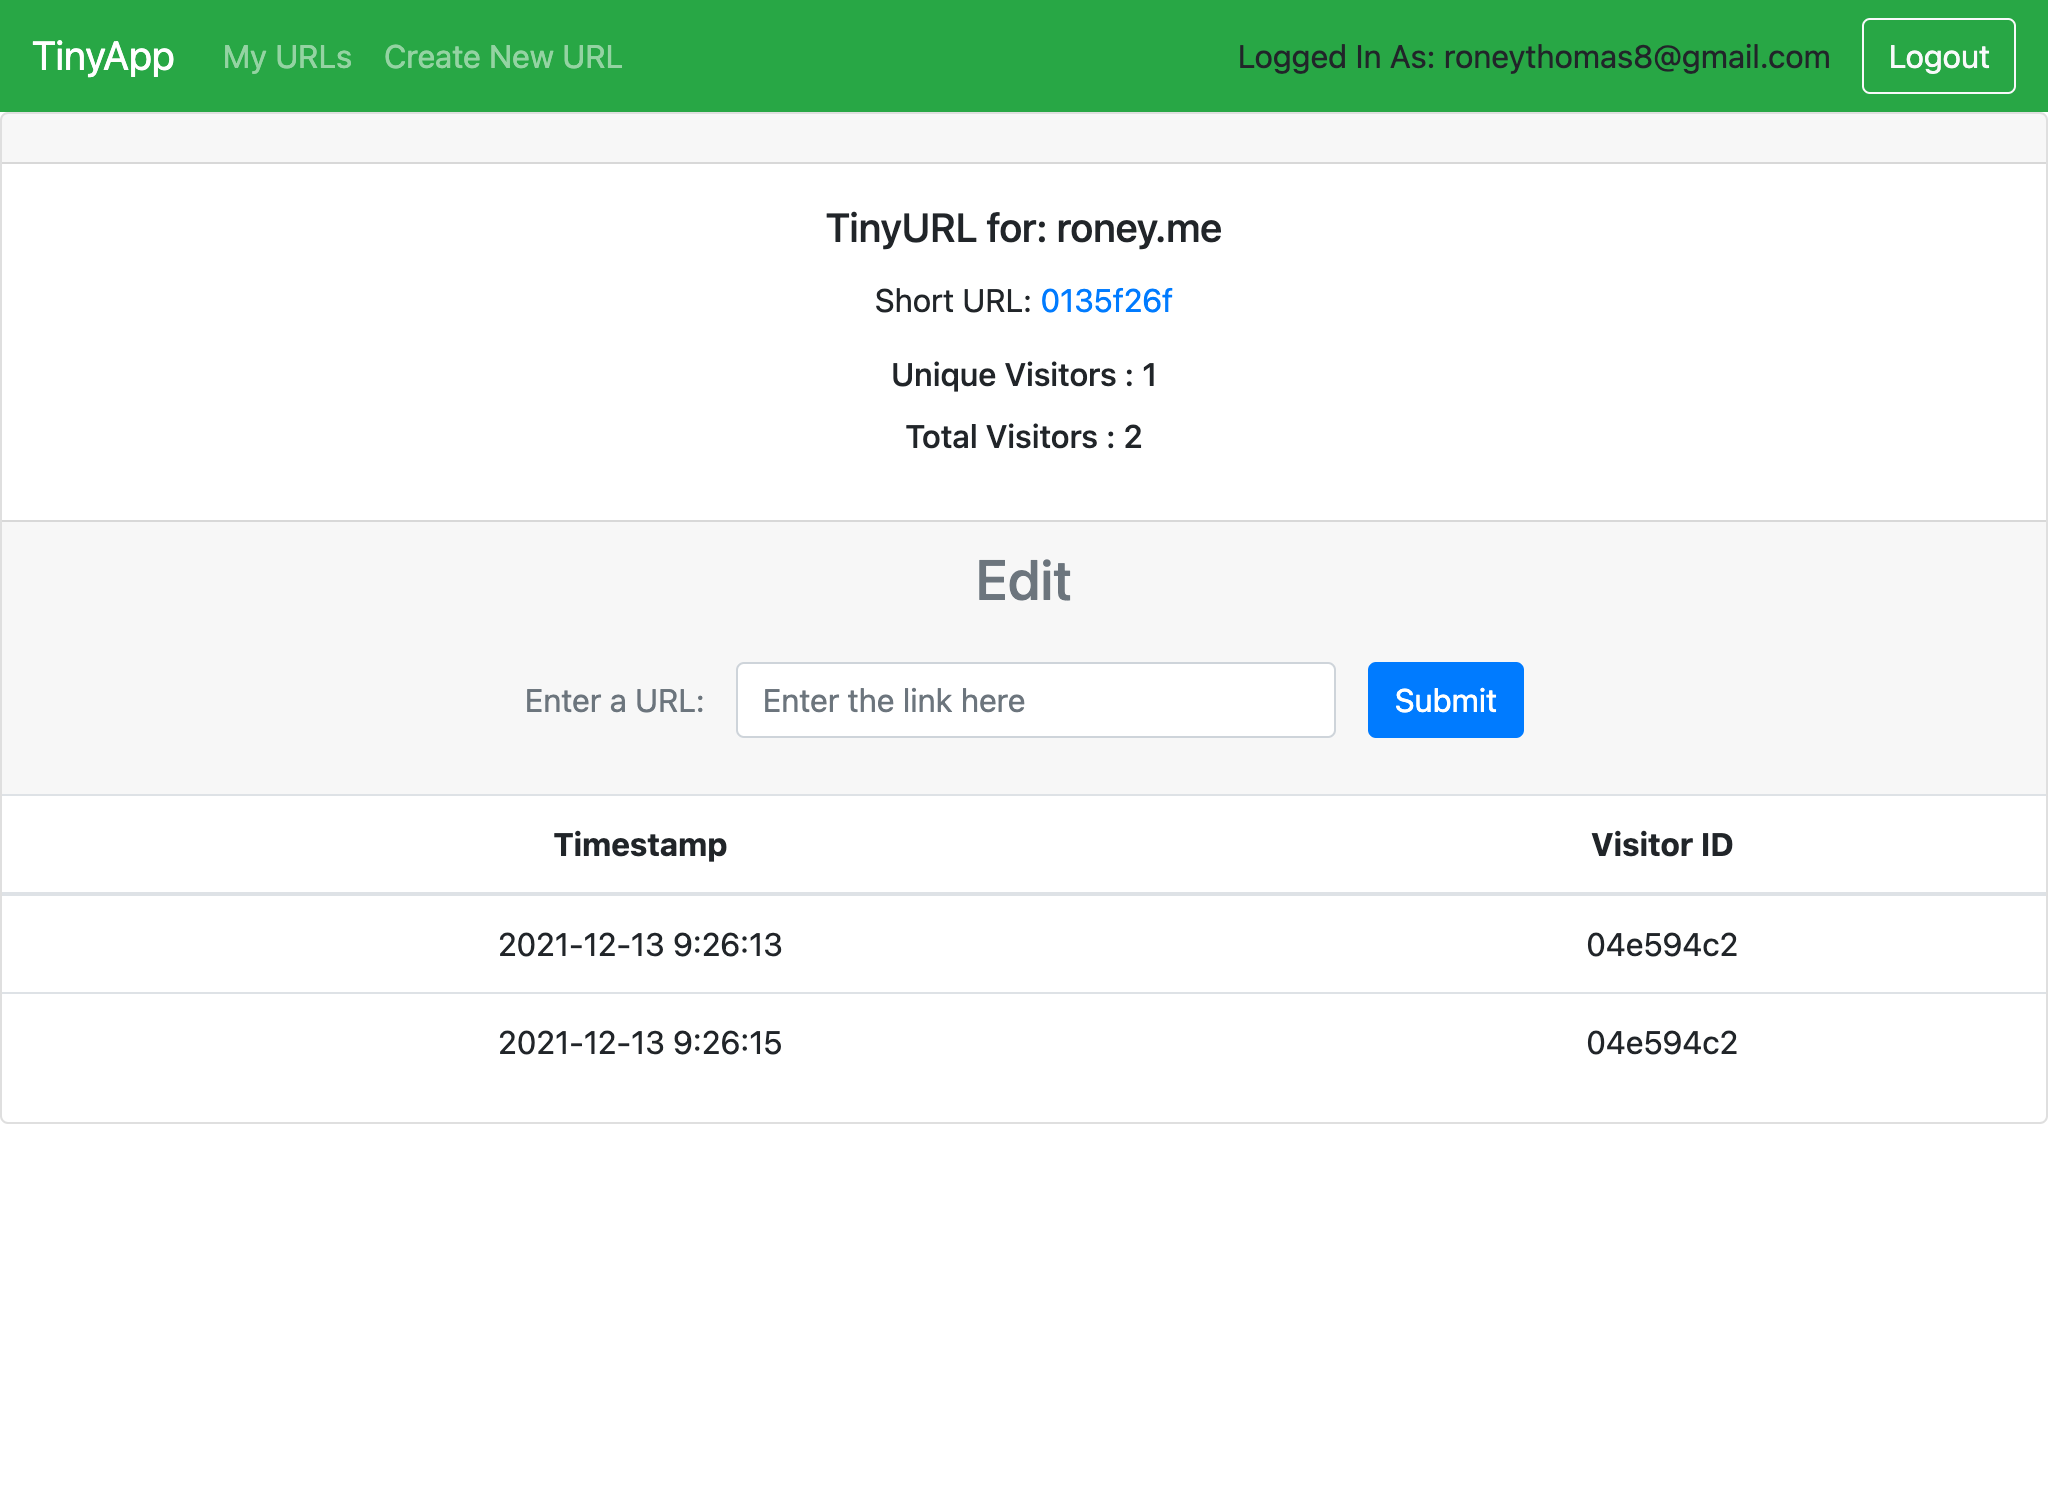 TinyApp My URLs Create New URL Logged In As: roneythomas8@gmail.com Logout
TinyURL for: roney.me
Short URL: 0135f26f
Unique Visitors : 1
Total Visitors : 2
Edit
Enter a URL: Enter the link here Submit
Timestamp Visitor ID
2021-12-13 9:26:13 04e594c2
2021-12-13 9:26:15 04e594c2